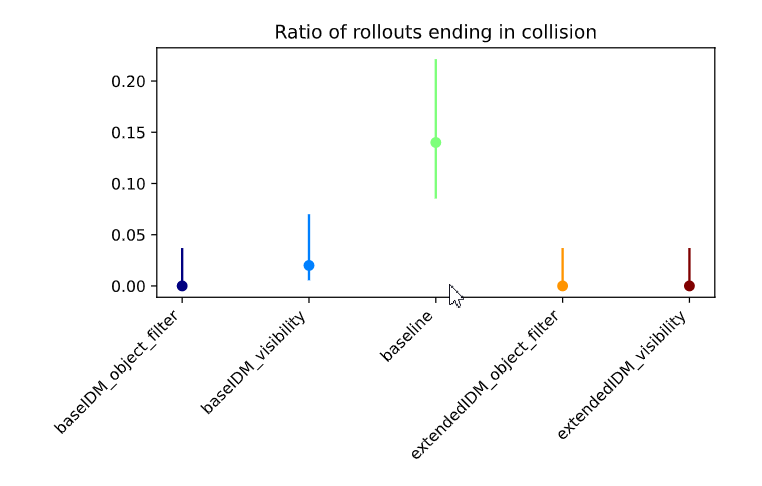 Ratio of rollouts ending in collision
0.20
0.15
0.10
0.05
0.00
baseIDM_object_filter
baseIDM_visibility
baseline
extendedIDM_object_filter
extendedIDM_visibility